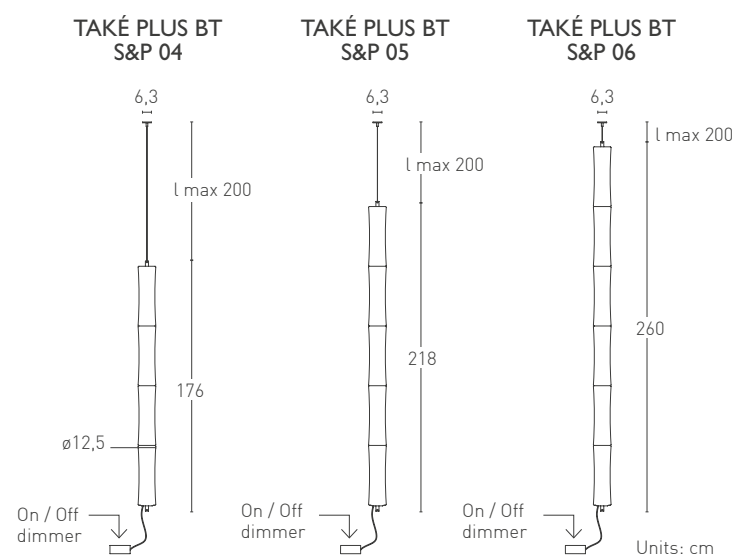 TAKÉ PLUS BT
S&P 04
6,3
l max 200
176
ø12,5
On / Off
dimmer
TAKÉ PLUS BT
S&P 05
6,3
l max 200
218
On / Off
dimmer
TAKÉ PLUS BT
S&P 06
6,3
l max 200
260
On / Off
dimmer
Units: cm